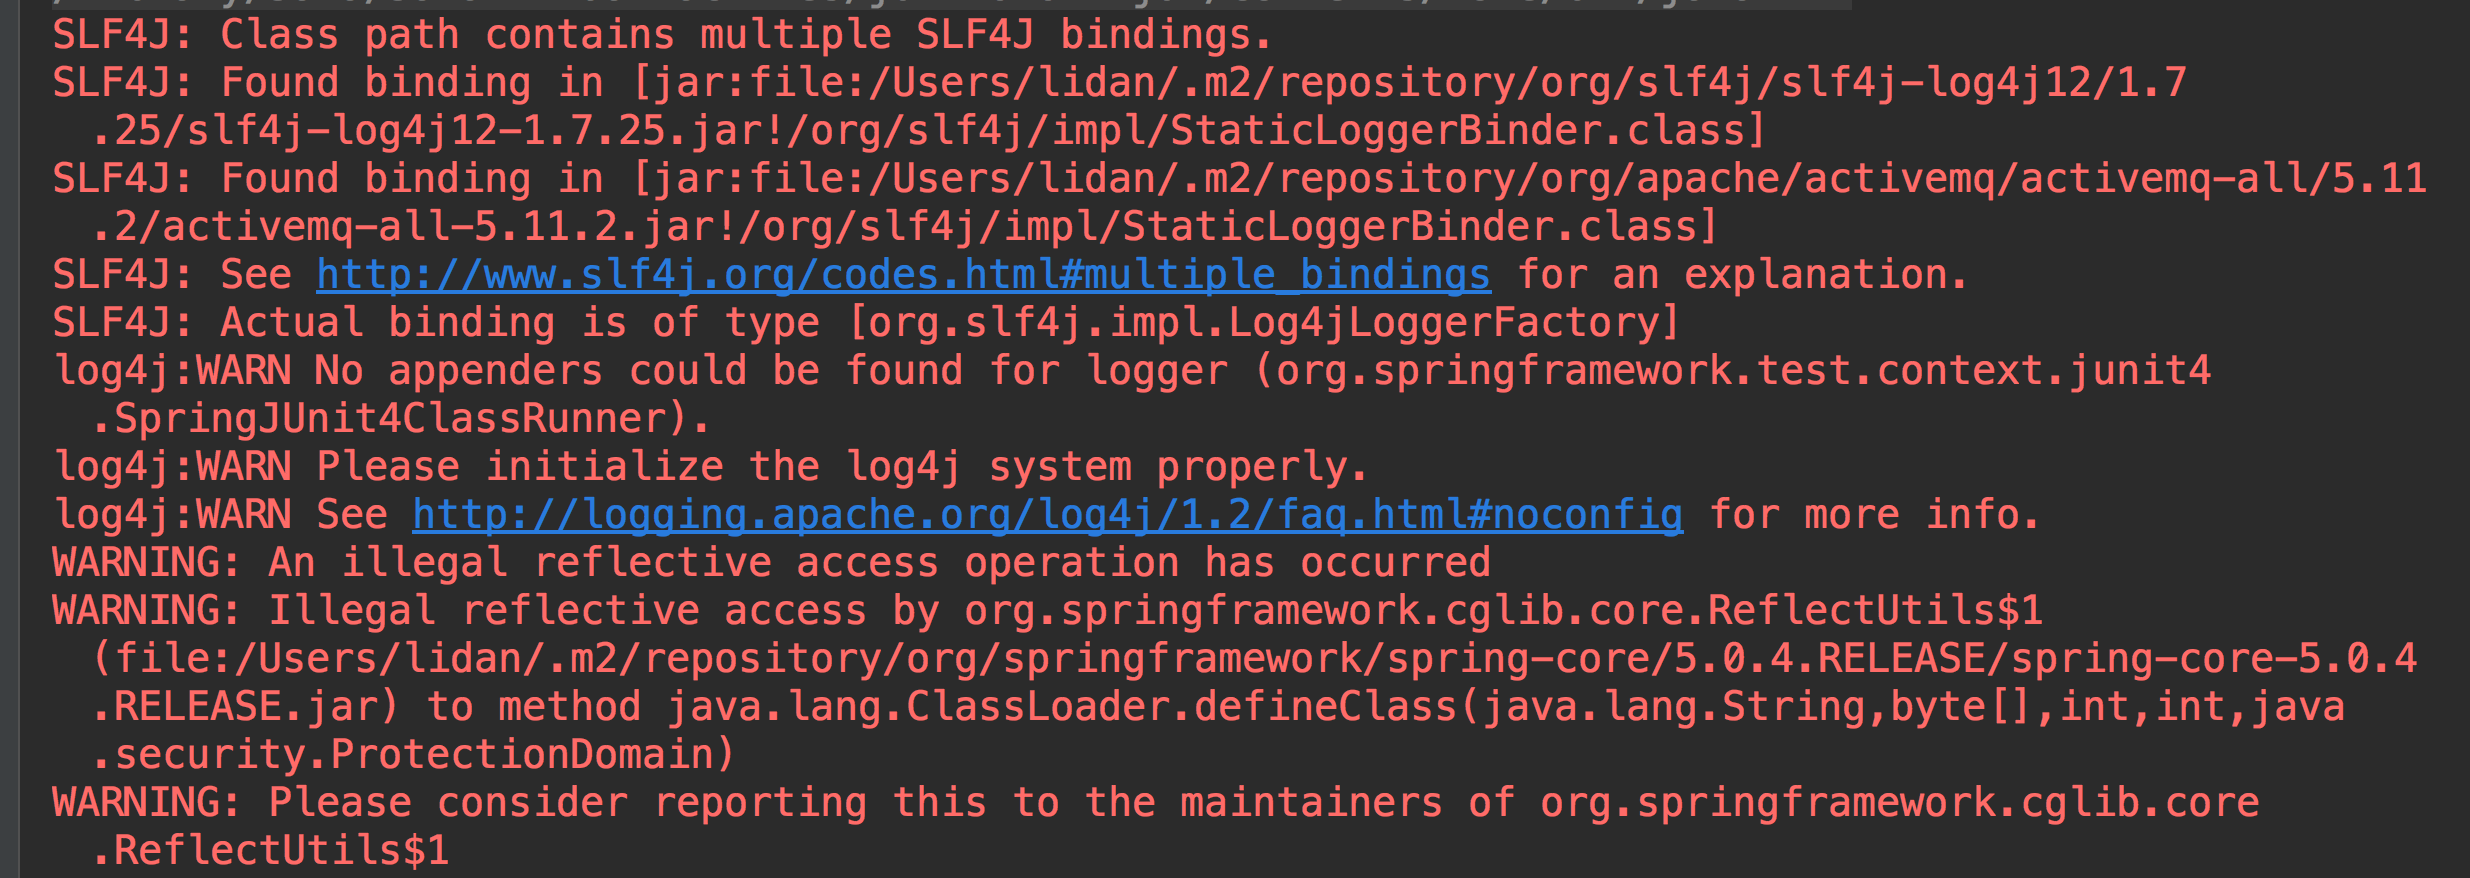 SLF4J: Class path contains multiple SLF4J bindings.
SLF4J: Found binding in [jar:file:/Users/lidan/.m2/repository/org/slf4j/slf4j-log4j12/1.7
.25/slf4j-log4j12-1.7.25.jar!/org/slf4j/impl/StaticLoggerBinder.class]
SLF4J: Found binding in [jar:file:/Users/lidan/.m2/repository/org/apache/activemq/activemq-all/5.11
.2/activemq-all-5.11.2.jar!/org/slf4j/impl/StaticLoggerBinder.class]
SLF4J: See http://www.slf4j.org/codes.html#multiple_bindings for an explanation.
SLF4J: Actual binding is of type [org.slf4j.impl.Log4jLoggerFactory]
log4j:WARN No appenders could be found for logger (org.springframework.test.context.junit4
.SpringJUnit4ClassRunner).
log4j:WARN Please initialize the log4j system properly.
log4j:WARN See http://logging.apache.org/log4j/1.2/faq.html#noconfig for more info.
WARNING: An illegal reflective access operation has occurred
WARNING: Illegal reflective access by org.springframework.cglib.core.ReflectUtils$1
(file:/Users/lidan/.m2/repository/org/springframework/spring-core/5.0.4.RELEASE/spring-core-5.0.4
.RELEASE.jar) to method java.lang.ClassLoader.defineClass(java.lang.String,byte[],int,int,java
.security.ProtectionDomain)
WARNING: Please consider reporting this to the maintainers of org.springframework.cglib.core
.ReflectUtils$1